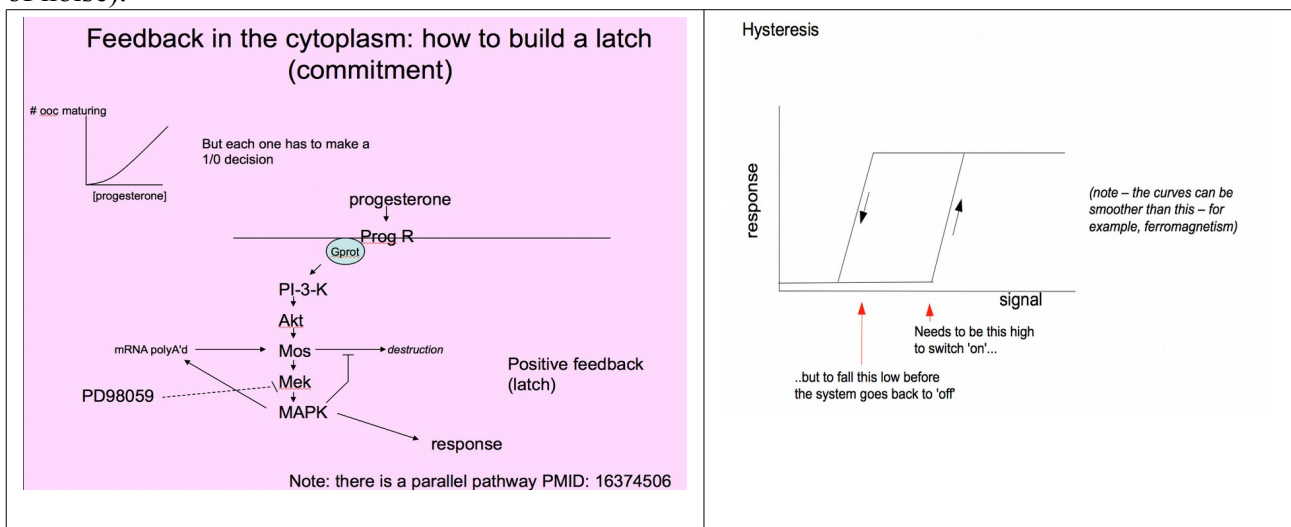 of noise).
Feedback in the cytoplasm: how to build a latch
(commitment)
# ooc maturing
But each one has to make a
1/0 decision
[progesterone]
progesterone
Prog R
Gprot
PI-3-K
Akt
mRNA polyA'd
Mos
destruction
Mek
PD98059
MAPK
Positive feedback
(latch)
response
Note: there is a parallel pathway PMID: 16374506
Hysteresis
response
(note – the curves can be
smoother than this – for
example, ferromagnetism)
signal
Needs to be this high
to switch 'on'...
..but to fall this low before
the system goes back to 'off'